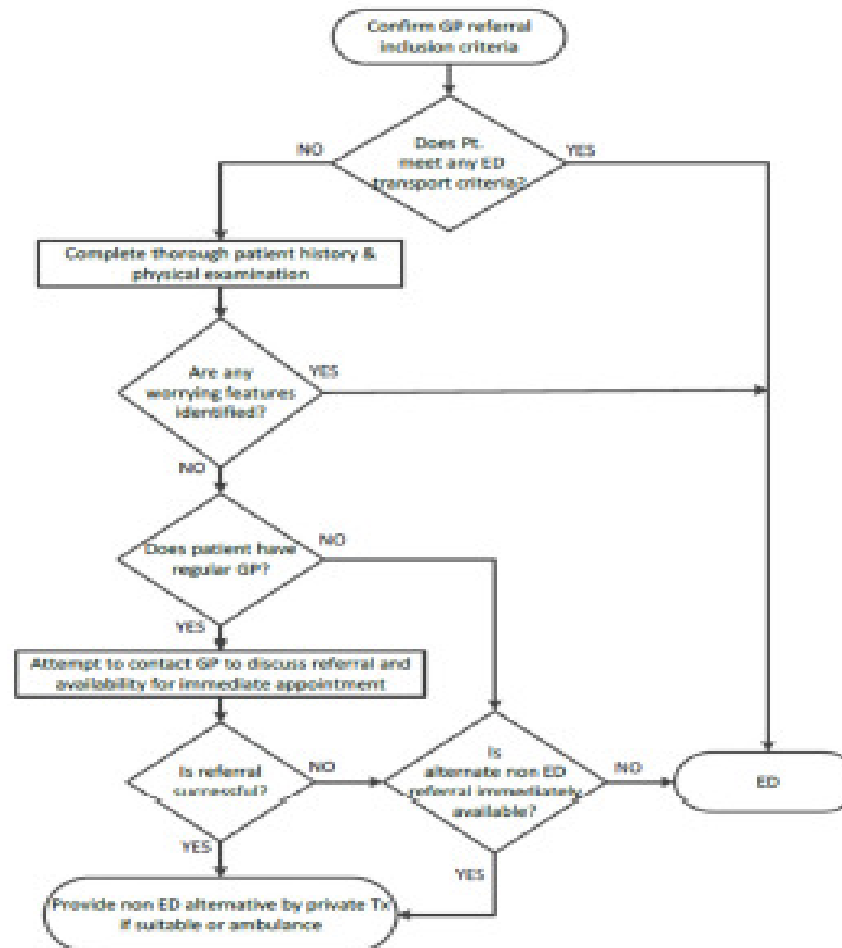 Confirm GP referral
inclusion criteria
Does Pt.
meet any ED
transport criteria?
NO
YES
Complete thorough patient history &
physical examination
Are any
worrying features
identified?
YES
NO
Does patient have
regular GP?
NO
YES
Attempt to contact GP to discuss referral and
availability for immediate appointment
Is referral
successful?
NO
YES
Is
alternate non ED
referral immediately
available?
NO
YES
ED
Provide non ED alternative by private Tx
if suitable or ambulance